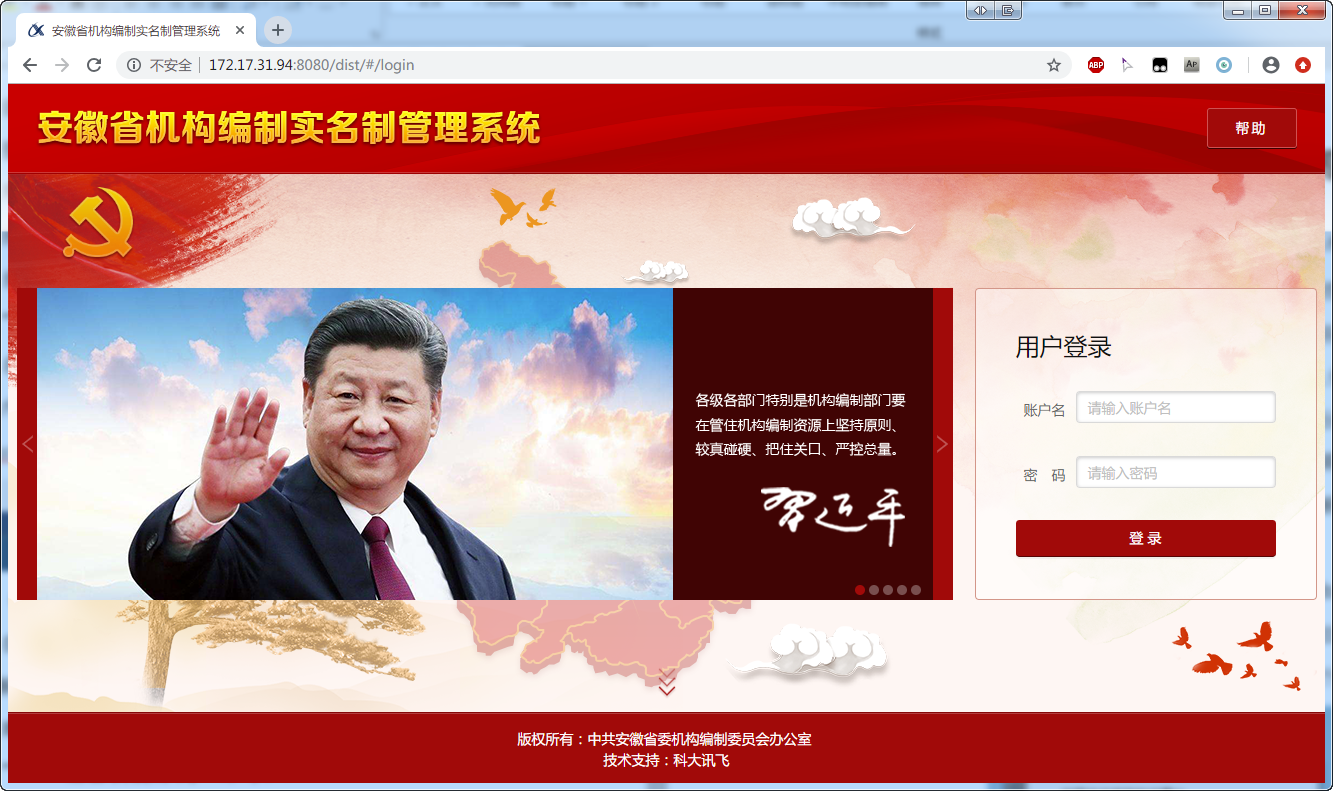 安徽省机构编制实名制管理系统
不安全 172.17.31.94:8080/dist/#/login
ABP
AP
安徽省机构编制实名制管理系统
帮助
各级各部门特别是机构编制部门要
在管住机构编制资源上坚持原则、
较真碰硬、把住关口、严控总量。
习近平
用户登录
账户名 请输入账户名
密 码 请输入密码
登录
版权所有：中共安徽省委机构编制委员会办公室
技术支持：科大讯飞